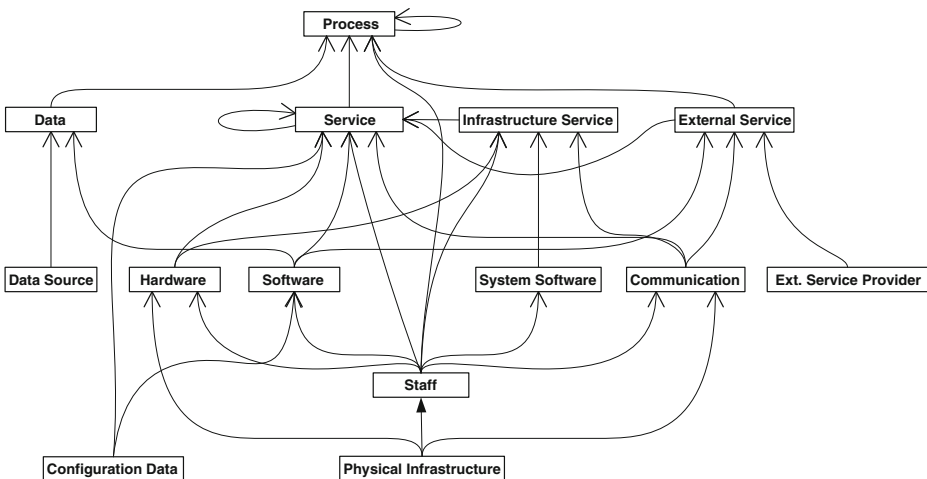 Process
Data
Service
Infrastructure Service
External Service
Data Source
Hardware
Software
System Software
Communication
Ext. Service Provider
Staff
Configuration Data
Physical Infrastructure